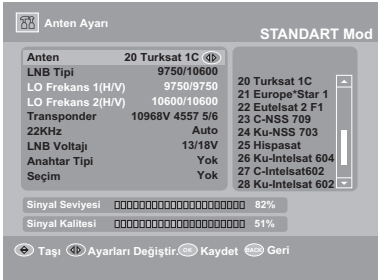 Anten Ayarı
STANDART Mod
Anten 20 Turksat 1C
LNB Tipi 9750/10600
LO Frekans 1(H/V) 9750/9750
LO Frekans 2(H/V) 10600/10600
Transponder 10968V 4557 5/6
22KHz Auto
LNB Voltajı 13/18V
Anahtar Tipi Yok
Seçim Yok
20 Turksat 1C
21 Europe*Star 1
22 Eutelsat 2 F1
23 C-NSS 709
24 Ku-NSS 703
25 Hispasat
26 Ku-Intelsat 604
27 C-Intelsat602
28 Ku-Intelsat 602
Sinyal Seviyesi 82%
Sinyal Kalitesi 51%
Taşı Ayarları Değiştir. OK Kaydet BACK Geri